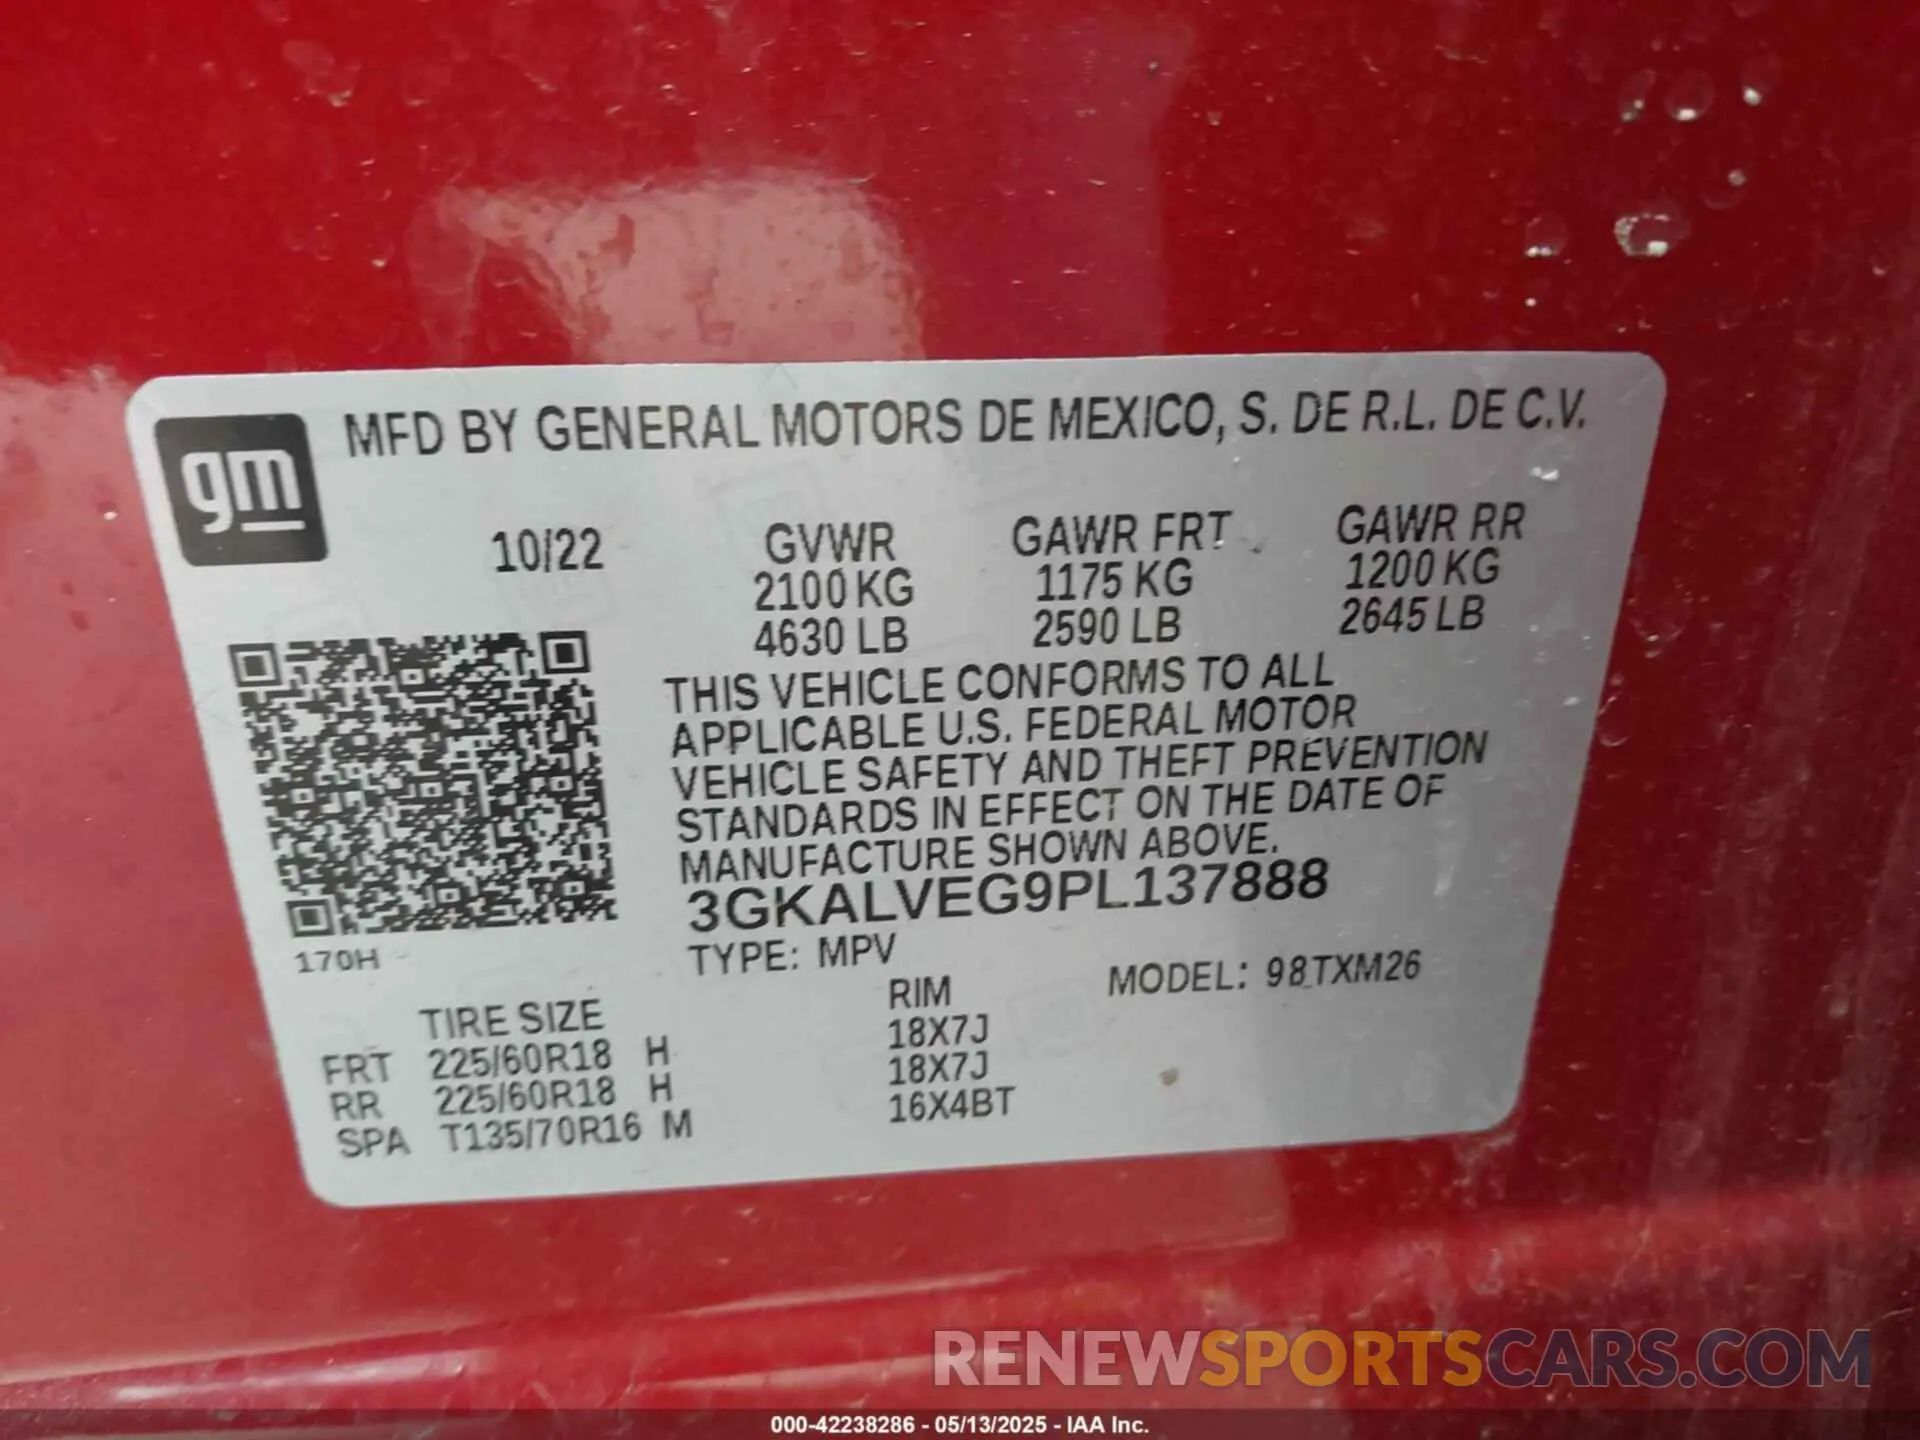 gm
MFD BY GENERAL MOTORS DE MEXICO, S. DE R.L. DE C.V.
10/22 GVWR GAWR FRT GAWR RR
2100 KG 1175 KG 1200 KG
4630 LB 2590 LB 2645 LB
THIS VEHICLE CONFORMS TO ALL
APPLICABLE U.S. FEDERAL MOTOR
VEHICLE SAFETY AND THEFT PREVENTION
STANDARDS IN EFFECT ON THE DATE OF
MANUFACTURE SHOWN ABOVE.
3GKALVEG9PL137888
170H TYPE: MPV MODEL: 98TXM26
TIRE SIZE RIM
FRT 225/60R18 H 18X7J
RR 225/60R18 H 18X7J
SPA T135/70R16 M 16X4BT
RENEWSPORTSCARS.COM
000-42238286 - 05/13/2025 - IAA Inc.